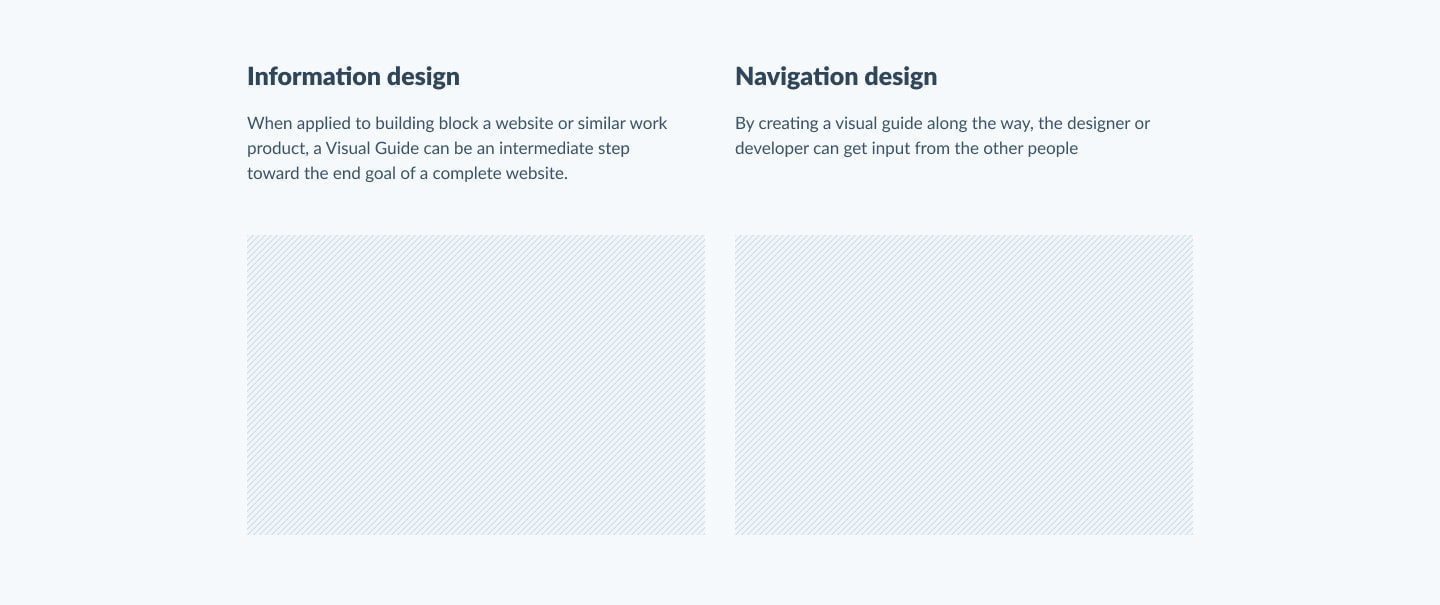 Information design
When applied to building block a website or similar work
product, a Visual Guide can be an intermediate step
toward the end goal of a complete website.
Navigation design
By creating a visual guide along the way, the designer or
developer can get input from the other people